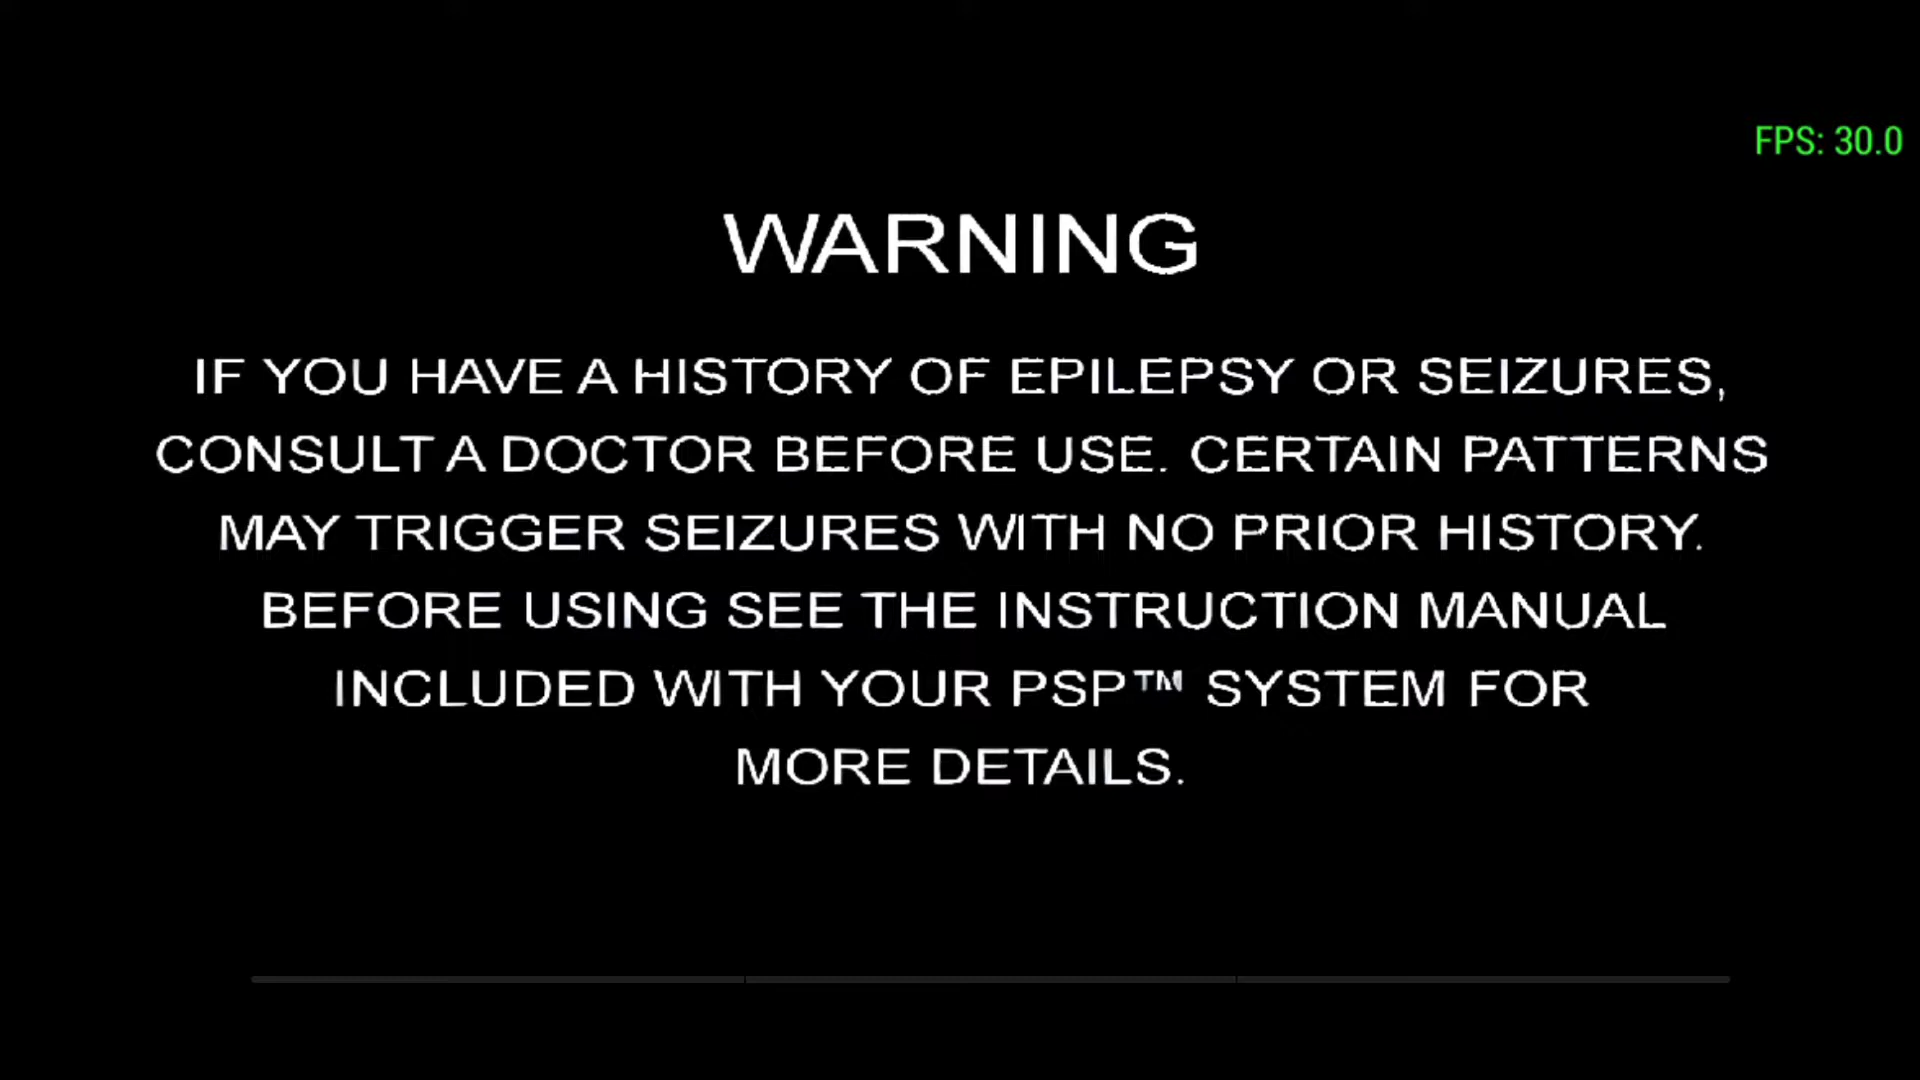 FPS: 30.0
WARNING
IF YOU HAVE A HISTORY OF EPILEPSY OR SEIZURES,
CONSULT A DOCTOR BEFORE USE. CERTAIN PATTERNS
MAY TRIGGER SEIZURES WITH NO PRIOR HISTORY.
BEFORE USING SEE THE INSTRUCTION MANUAL
INCLUDED WITH YOUR PSP™ SYSTEM FOR
MORE DETAILS.